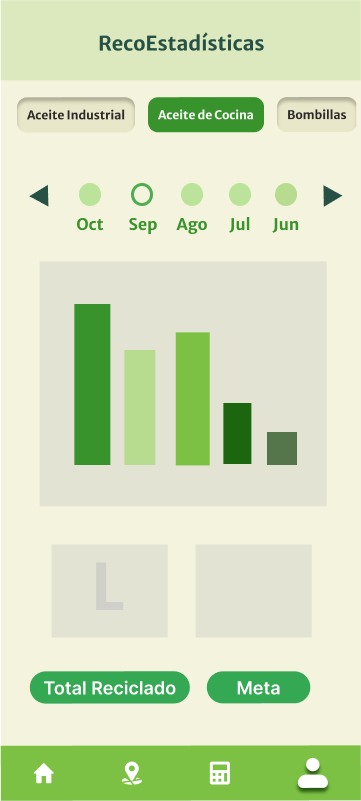 RecoEstadísticas
Aceite Industrial Aceite de Cocina Bombillas
Oct Sep Ago Jul Jun
L
Total Reciclado Meta